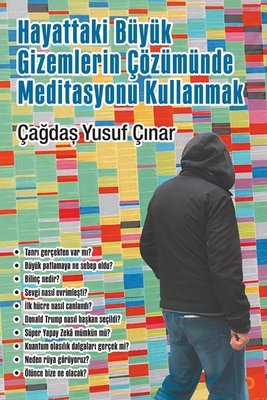 Hayattaki Büyük
Gizemlerin Çözümünde
Meditasyonu Kullanmak
Çağdaş Yusuf Çınar
• Tanrı gerçekten var mı?
• Büyük patlamaya ne sebep oldu?
• Bilinç nedir?
• Sevgi nasıl evrimleşti?
• İlk hücre nasıl canlandı?
• Donald Trump nasıl başkan seçildi?
• Süper Yapay Zekâ mümkün mü?
• Kuantum olasılık dalgaları gerçek mi?
• Neden rüya görüyoruz?
• Ölünce bize ne olacak?